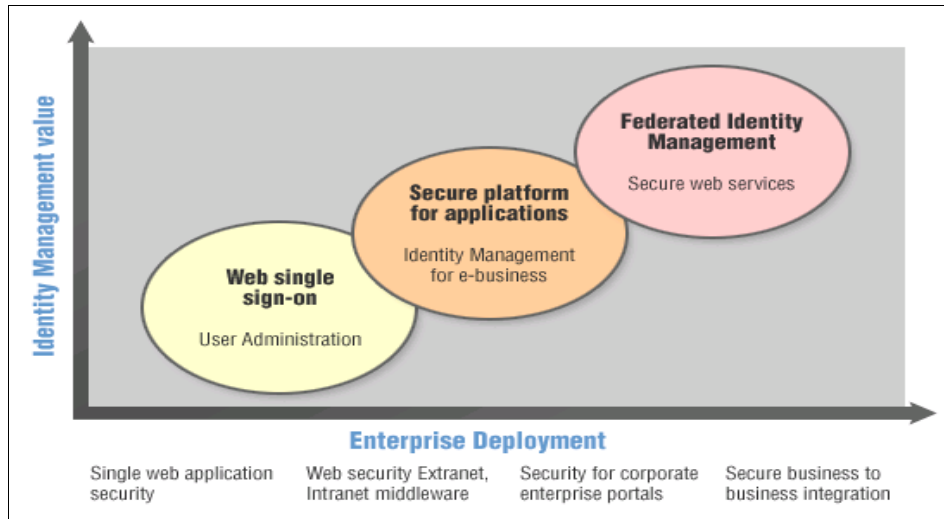 Identity Management value
Federated Identity
Management
Secure web services
Secure platform
for applications
Identity Management
for e-business
Web single
sign-on
User Administration
Enterprise Deployment
Single web application
security
Web security Extranet,
Intranet middleware
Security for corporate
enterprise portals
Secure business to
business integration